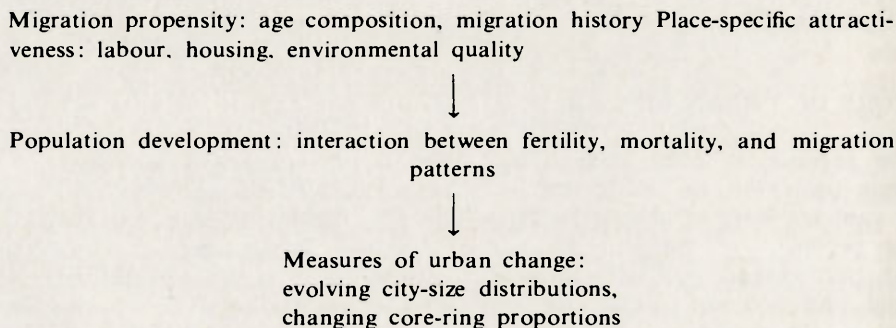 Migration propensity: age composition, migration history Place-specific attracti-
veness: labour, housing, environmental quality
Population development: interaction between fertility, mortality, and migration
patterns
Measures of urban change:
evolving city-size distributions,
changing core-ring proportions